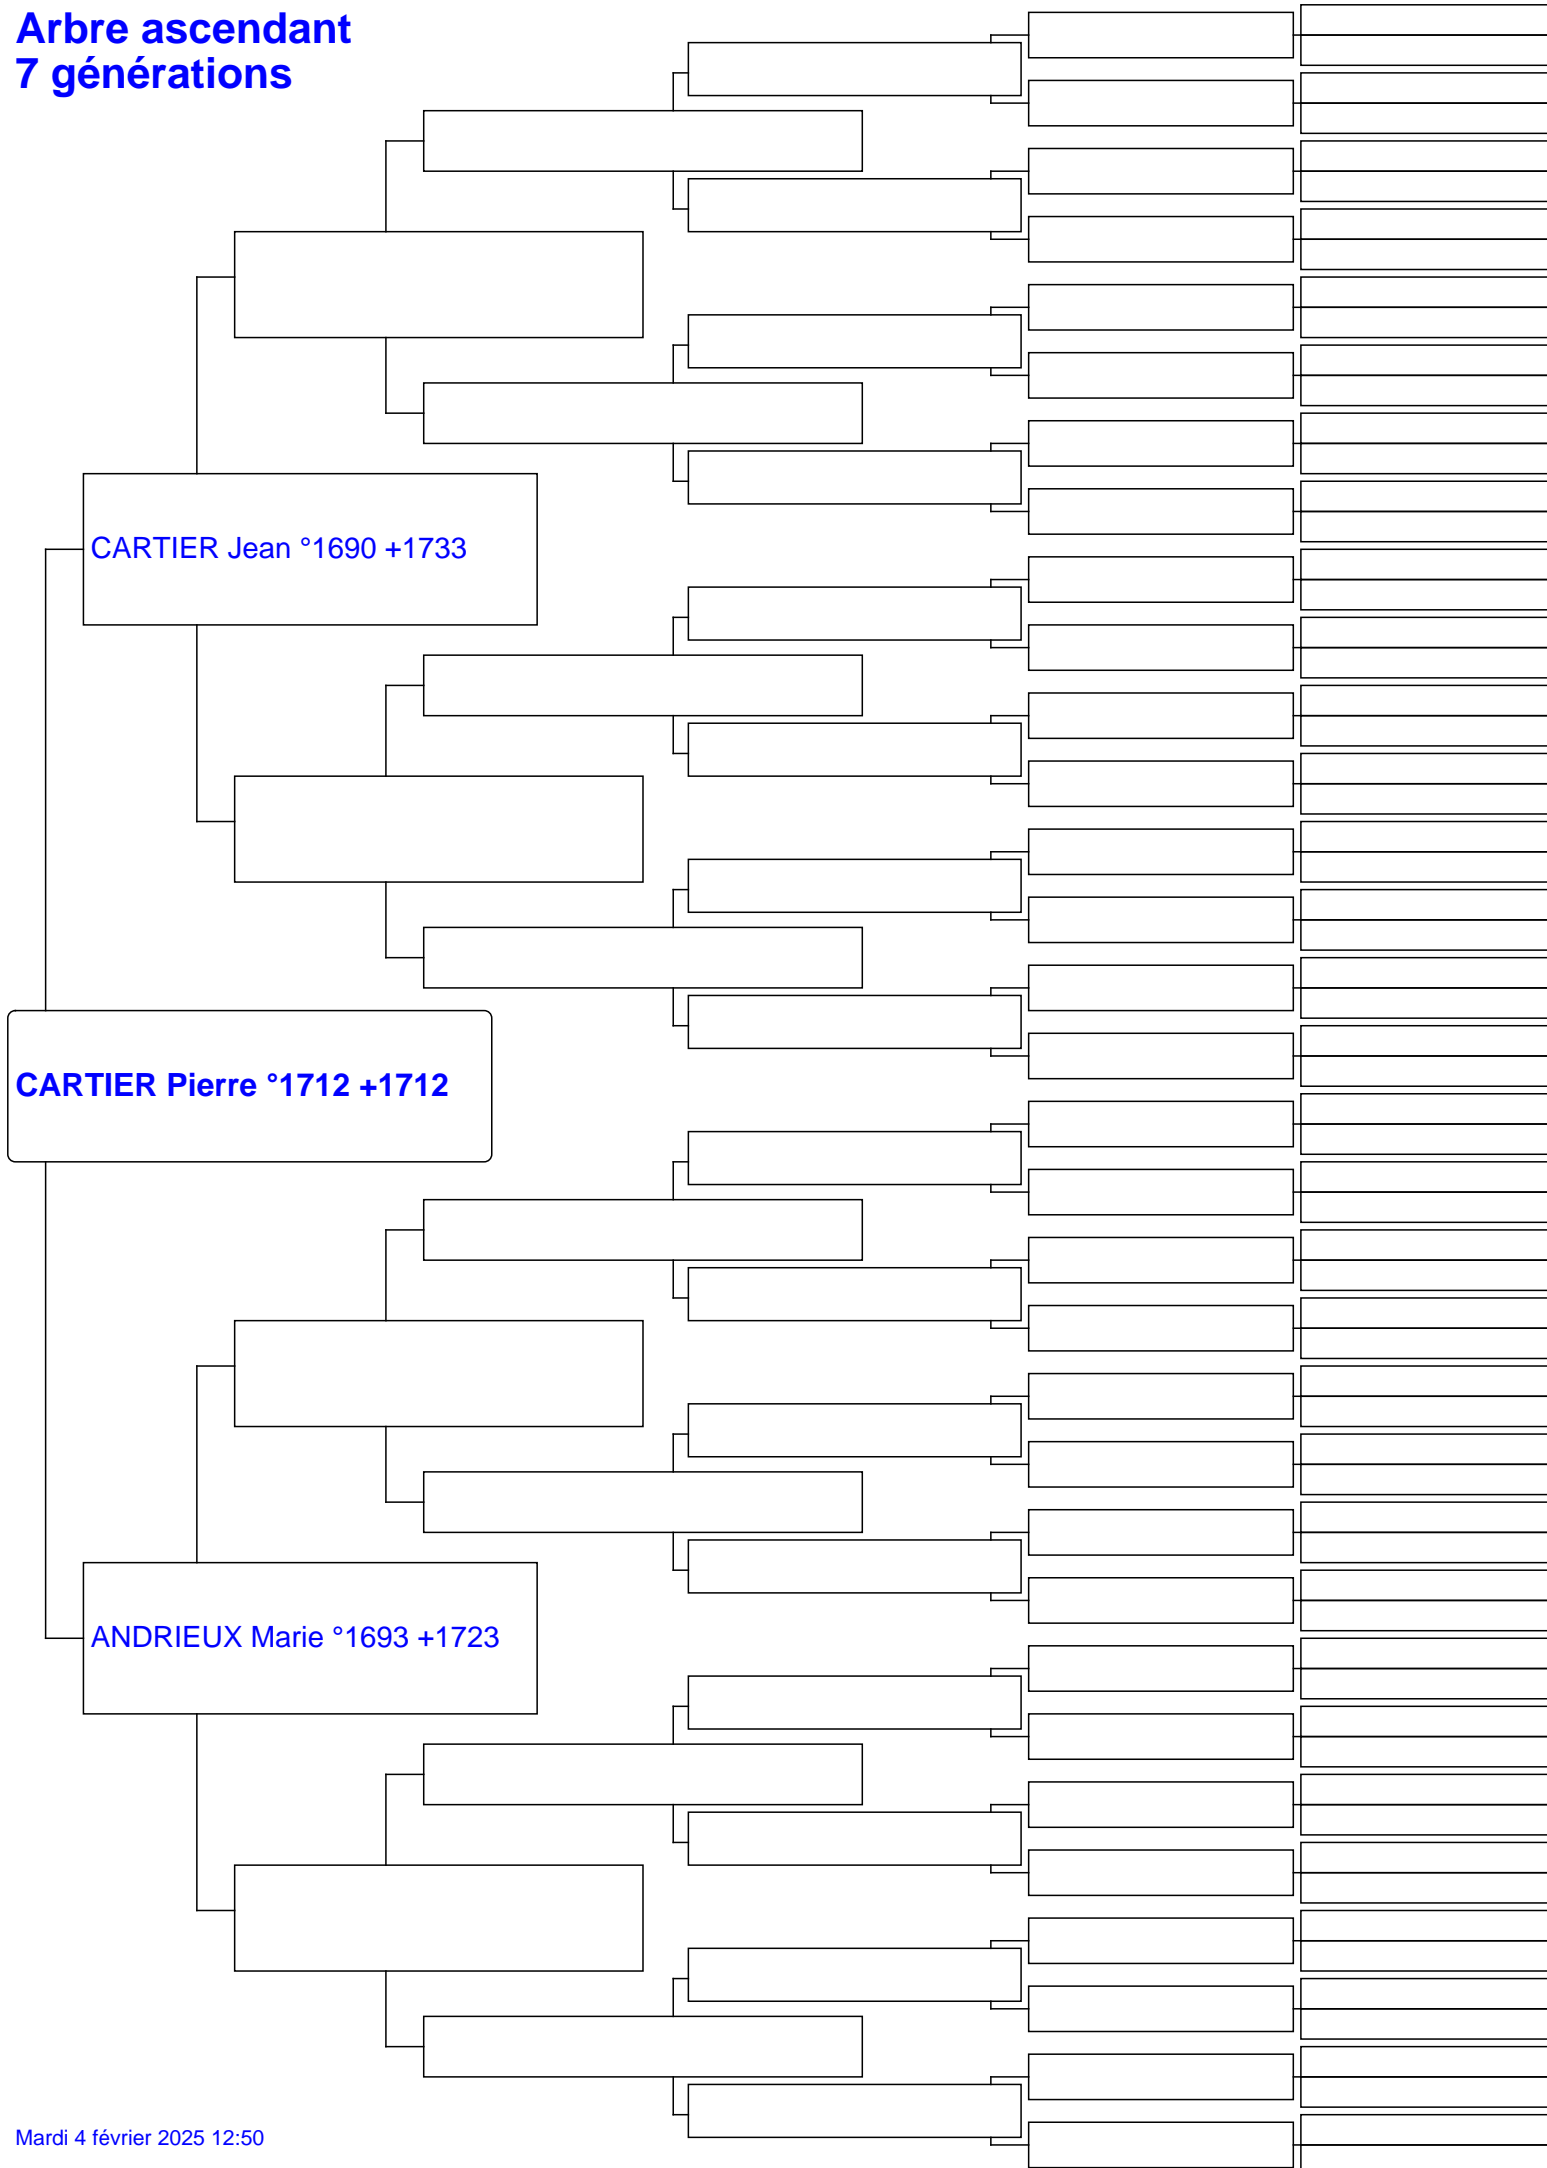 Arbre ascendant
7 générations
CARTIER Jean °1690 +1733
CARTIER Pierre °1712 +1712
ANDRIEUX Marie °1693 +1723
Mardi 4 février 2025 12:50